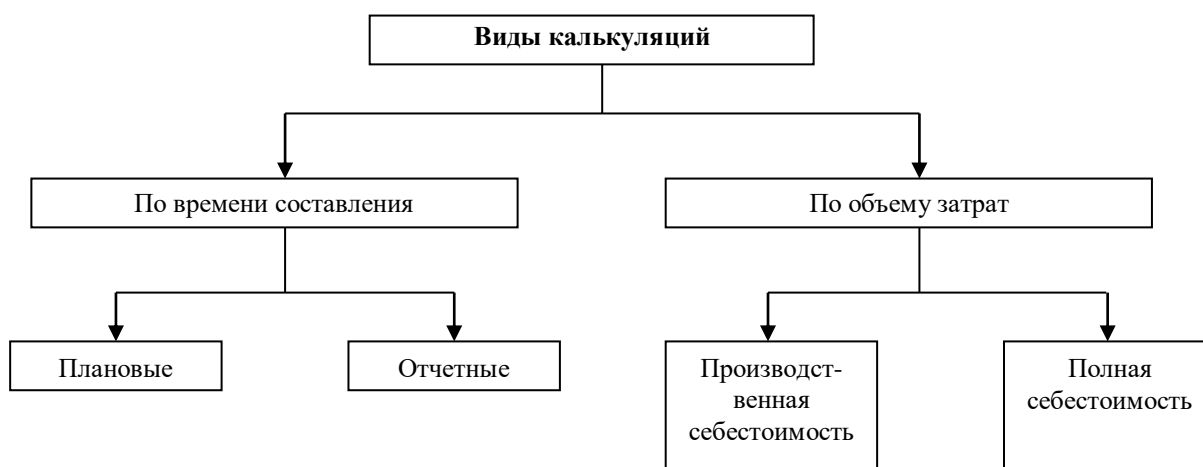 Виды калькуляций
По времени составления
По объему затрат
Плановые
Отчетные
Производст-
венная
себестоимость
Полная
себестоимость